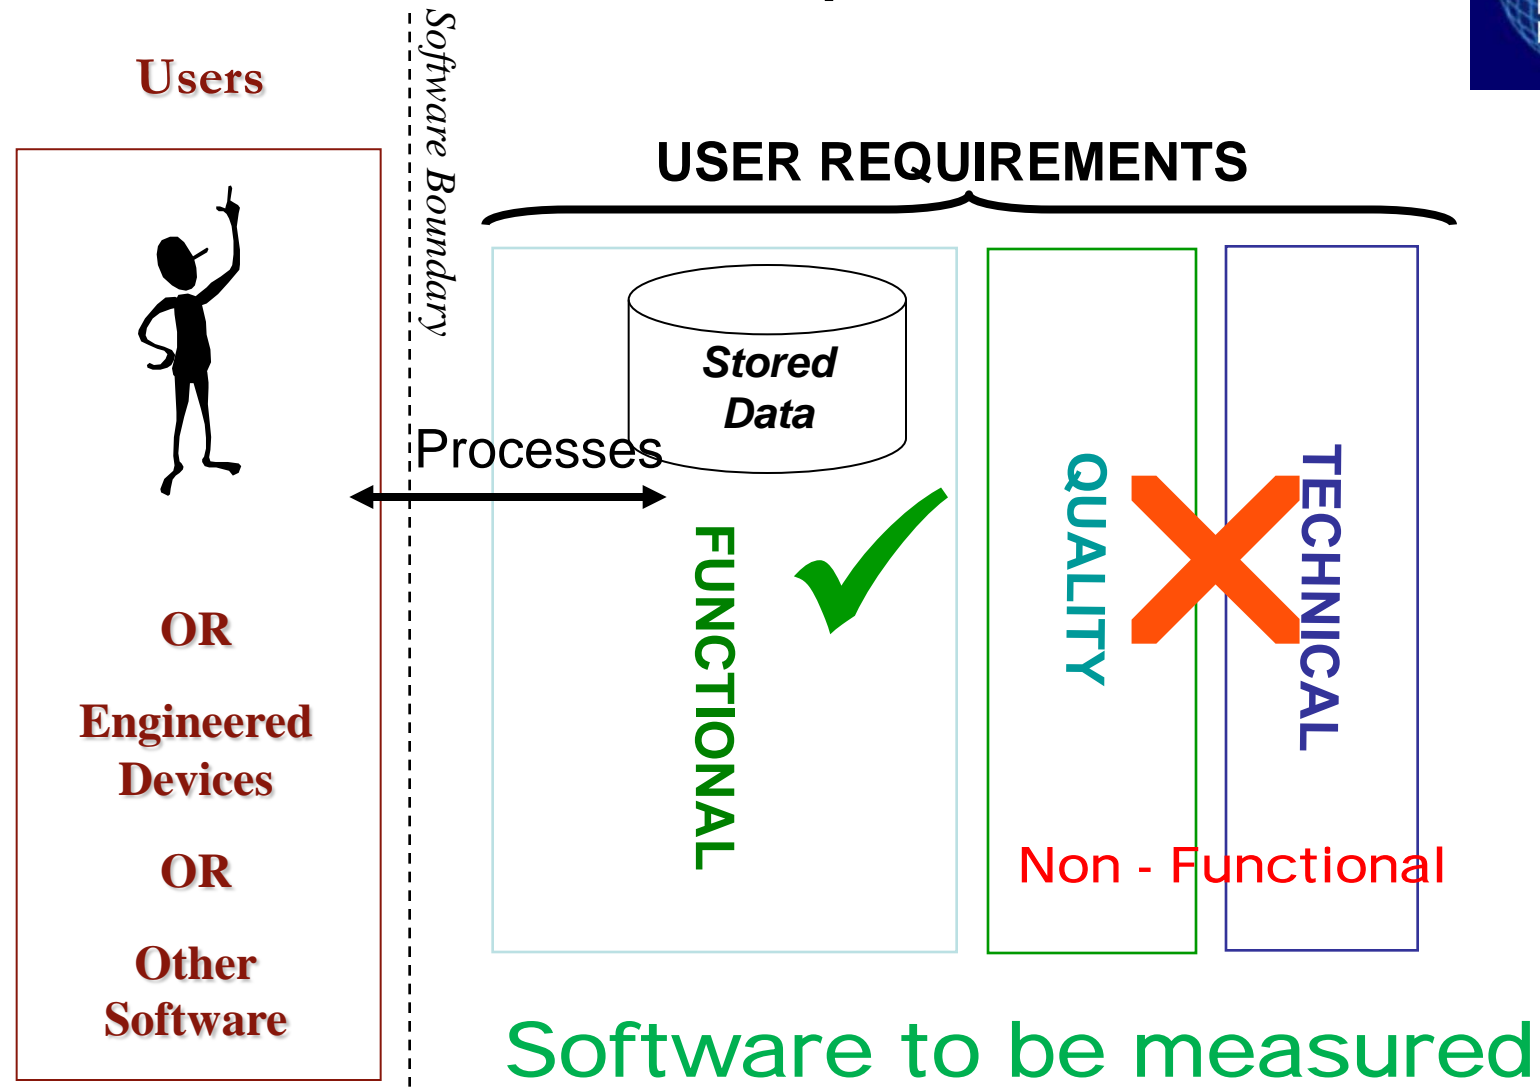 Users
Software Boundary
USER REQUIREMENTS
Stored
Data
Processes
FUNCTIONAL
QUALITY
TECHNICAL
OR
Engineered
Devices
OR
Other
Software
Non - Functional
Software to be measured